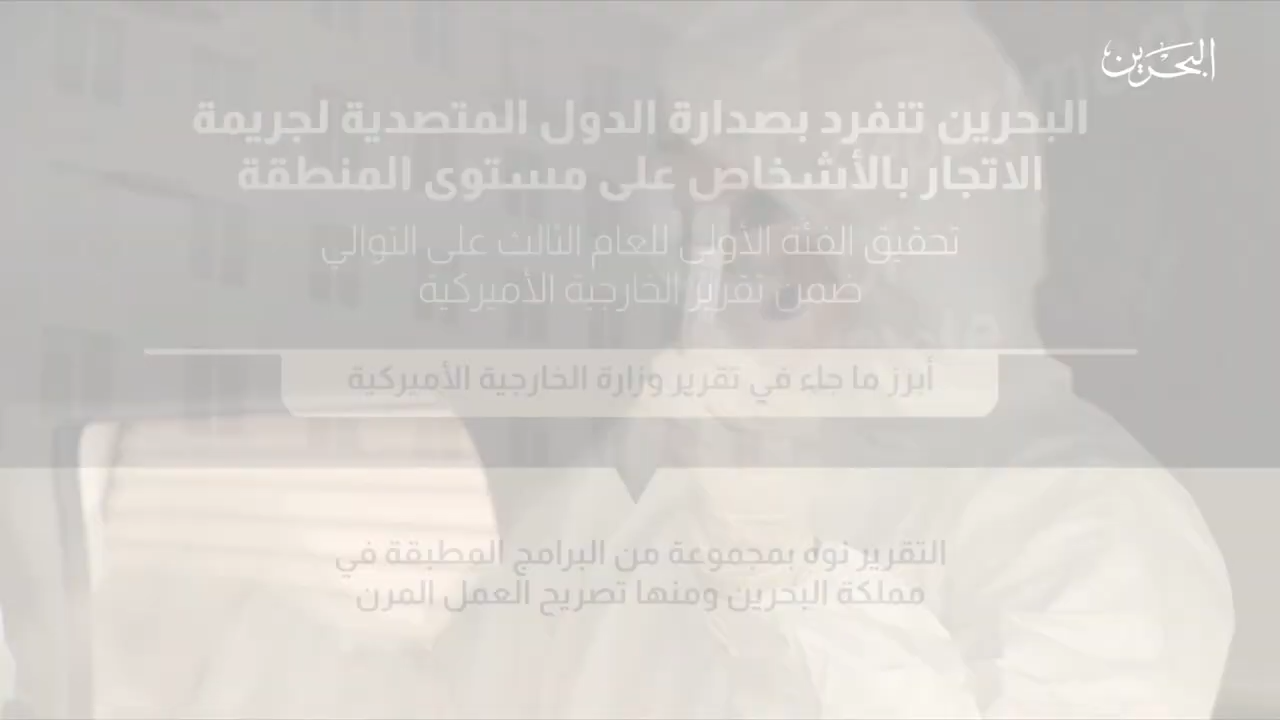 البحرين
البحرين تنفرد بصدارة الدول المتصدية لجريمة
الاتجار بالأشخاص على مستوى المنطقة
تحقيق الفئة الأولى للعام الثالث على التوالي
ضمن تقرير الخارجية الأميركية
أبرز ما جاء في تقرير وزارة الخارجية الأميركية
التقرير نوه بمجموعة من البرامج المطبقة في
مملكة البحرين ومنها تصريح العمل المرن